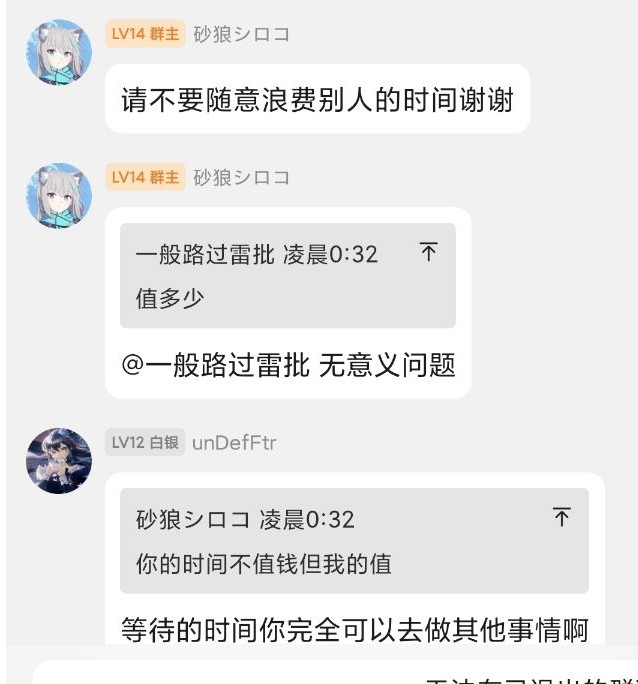 LV14 群主 砂狼シロコ
请不要随意浪费别人的时间谢谢
LV14 群主 砂狼シロコ
一般路过雷批 凌晨0:32
值多少
@一般路过雷批 无意义问题
LV12 白银 unDefFtr
砂狼シロコ 凌晨0:32
你的时间不值钱但我的值
等待的时间你完全可以去做其他事情啊